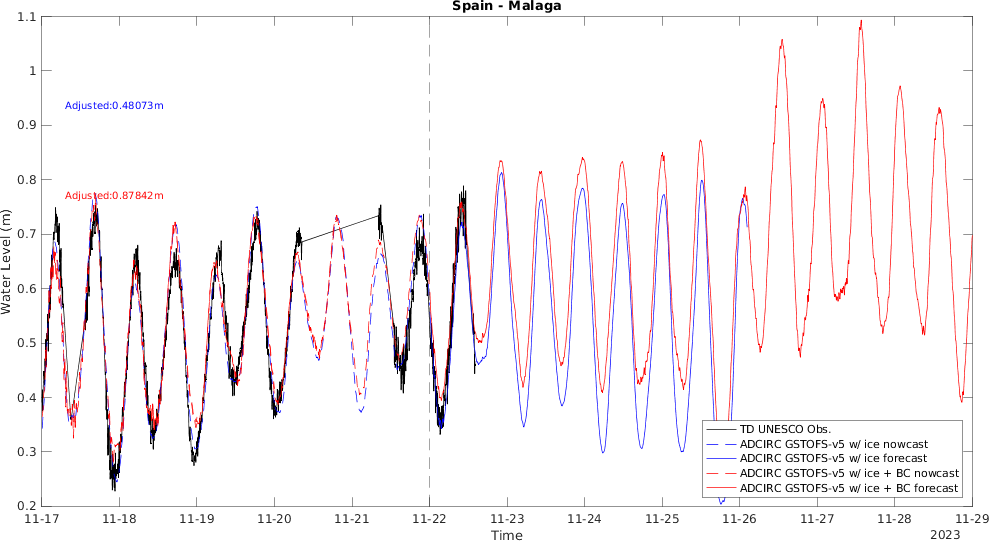 Spain - Malaga
1.1
1
0.9
0.8
0.7
0.6
0.5
0.4
0.3
0.2
Water Level (m)
Adjusted:0.48073m
Adjusted:0.87842m
TD UNESCO Obs.
ADCIRC GSTOFS-v5 w/ ice nowcast
ADCIRC GSTOFS-v5 w/ ice forecast
ADCIRC GSTOFS-v5 w/ ice + BC nowcast
ADCIRC GSTOFS-v5 w/ ice + BC forecast
11-17 11-18 11-19 11-20 11-21 11-22 11-23 11-24 11-25 11-26 11-27 11-28 11-29
Time
2023